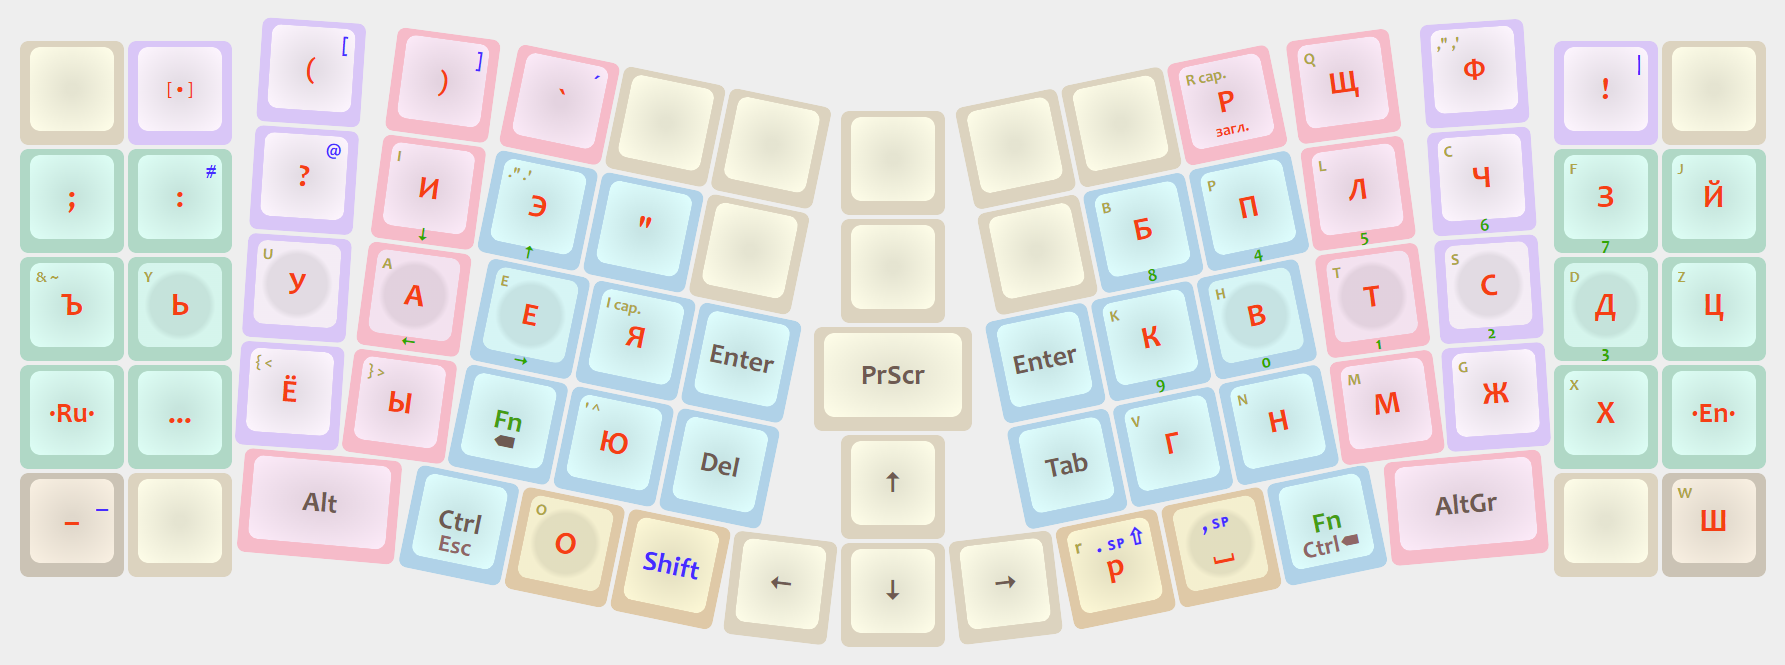 [•]
( [
) ]
` ´
R cap.
Р
загл.
Q
Щ
,",'
Ф
! |
;
: #
? @
I
И
↓
.".'
Э
↑
"
B
Б
8
P
П
4
L
Л
5
C
Ч
6
F
З
7
J
Й
&~
Ъ
Y
Ь
U
У
A
А
←
E
Е
→
I cap.
Я
Enter
PrScr
Enter
K
К
9
H
В
0
T
Т
1
S
С
2
D
Д
3
Z
Ц
·Ru·
...
{<
Ё
}>
Ы
Fn
'^
Ю
Del
Tab
V
Г
N
Н
M
М
G
Ж
X
Х
·En·
– —
Alt
Ctrl
Esc
O
О
Shift
←
↑
↓
→
r .SP ⇧
р
,SP
⎵
Fn
Ctrl
AltGr
W
Ш